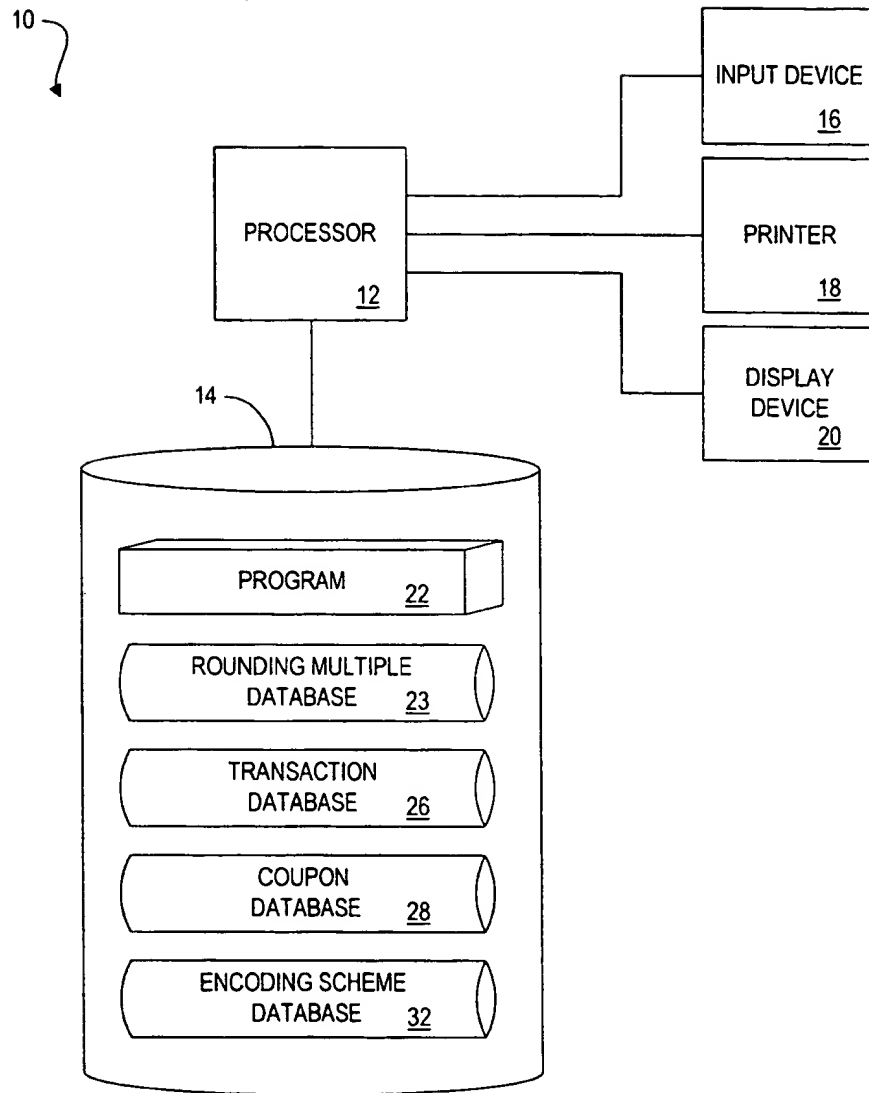 10
INPUT DEVICE
16
PROCESSOR
12
PRINTER
18
DISPLAY
DEVICE
20
14
PROGRAM
22
ROUNDING MULTIPLE
DATABASE
23
TRANSACTION
DATABASE
26
COUPON
DATABASE
28
ENCODING SCHEME
DATABASE
32